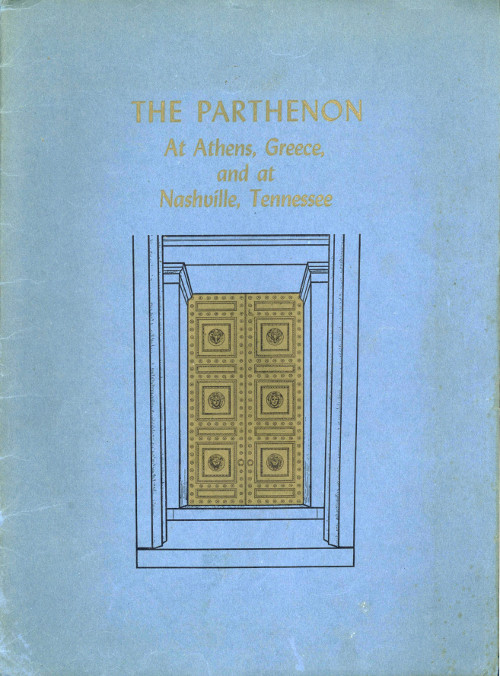 THE PARTHENON
At Athens, Greece,
and at
Nashville, Tennessee